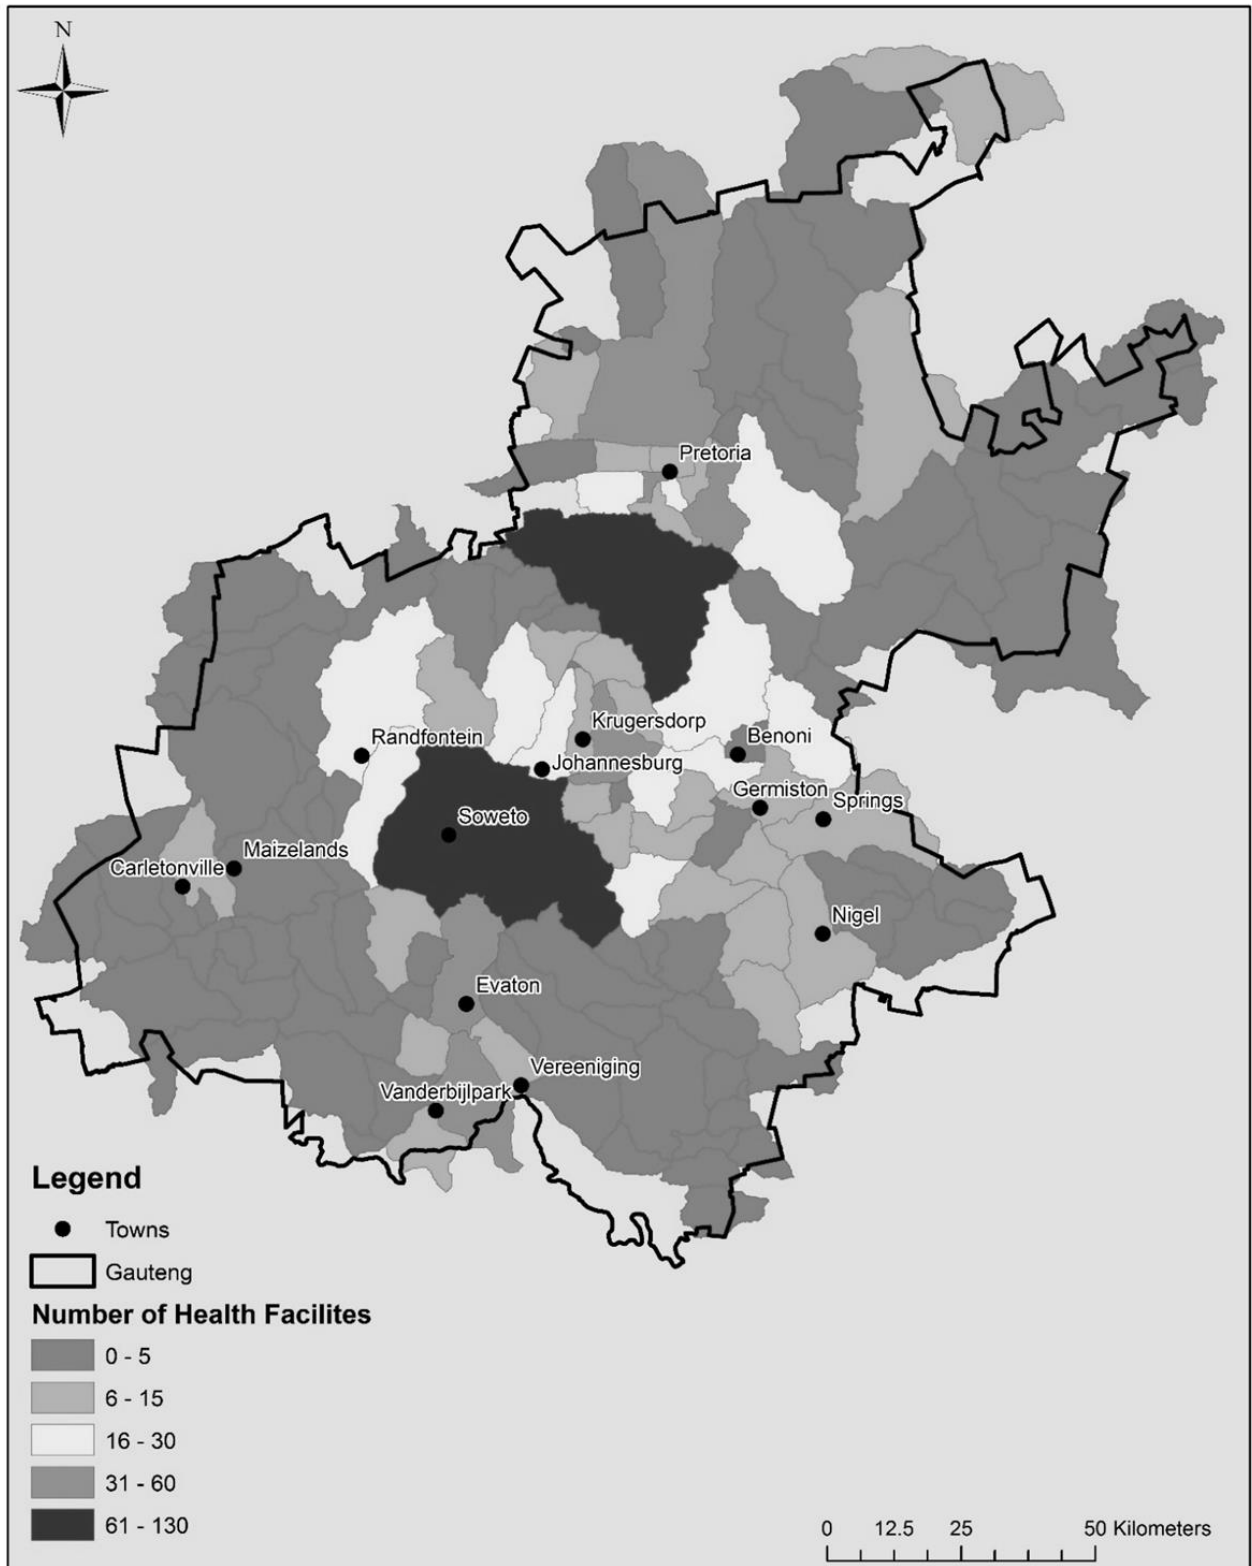 N
Pretoria
Krugersdorp
Randfontein
Benoni
Johannesburg
Germiston
Springs
Soweto
Maizelands
Carletonville
Nigel
Evaton
Vereeniging
Vanderbijlpark
Legend
Towns
Gauteng
Number of Health Facilites
0 - 5
6 - 15
16 - 30
31 - 60
61 - 130
0 12.5 25 50 Kilometers